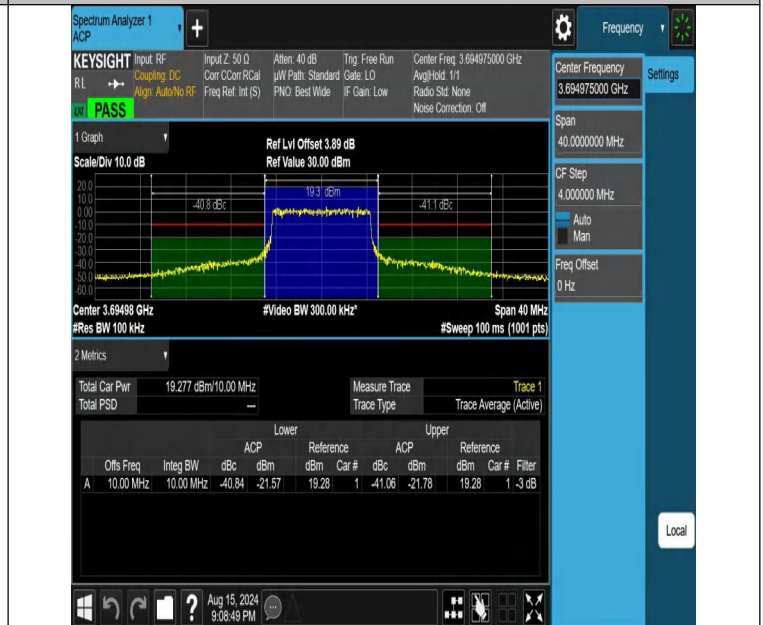 Spectrum Analyzer 1
ACP
+
Frequency
KEYSIGHT Input: RF Input Z: 50 Ω Atten: 40 dB Trig: Free Run Center Freq: 3.694975000 GHz
RL Coupling: DC Corr CCorr RCal µW Path: Standard Gate: LO Avg|Hold: 1/1
Align: Auto/No RF Freq Ref: Int (S) PNO: Best Wide IF Gain: Low Radio Std: None
Noise Correction: Off
PASS
Center Frequency
3.694975000 GHz
Settings
Span
40.0000000 MHz
CF Step
4.000000 MHz
Auto
Man
Freq Offset
0 Hz
1 Graph
Ref Lvl Offset 3.89 dB
Scale/Div 10.0 dB Ref Value 30.00 dBm
20.0
10.0
0.00
-10.0
-20.0
-30.0
-40.0
-50.0
-60.0
-40.8 dBc 19.3 dBm -41.1 dBc
Center 3.69498 GHz #Video BW 300.00 kHz* Span 40 MHz
#Res BW 100 kHz #Sweep 100 ms (1001 pts)
2 Metrics
Total Car Pwr 19.277 dBm/10.00 MHz Measure Trace Trace 1
Total PSD --- Trace Type Trace Average (Active)
Lower Upper
ACP Reference ACP Reference
Offs Freq Integ BW dBc dBm dBm Car # dBc dBm dBm Car # Filter
A 10.00 MHz 10.00 MHz -40.84 -21.57 19.28 1 -41.06 -21.78 19.28 1 -3 dB
Local
? Aug 15, 2024
9:08:49 PM